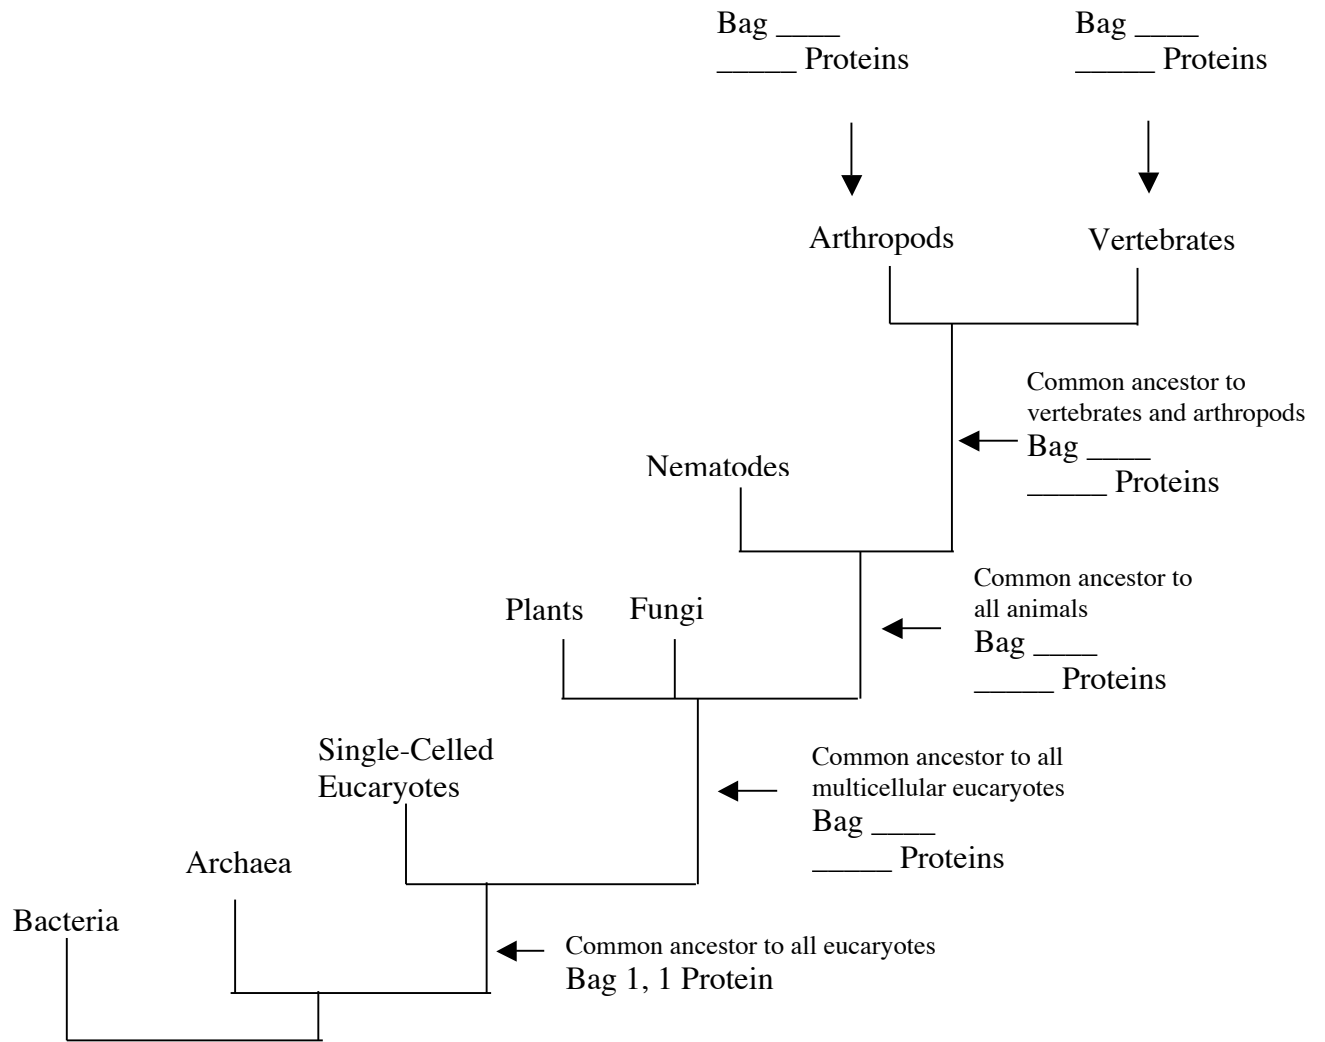 Bag ____
_____ Proteins
Bag ____
_____ Proteins
Arthropods
Vertebrates
Common ancestor to
vertebrates and arthropods
Bag ____
_____ Proteins
Nematodes
Common ancestor to
all animals
Bag ____
_____ Proteins
Plants
Fungi
Single-Celled
Eucaryotes
Common ancestor to all
multicellular eucaryotes
Bag ____
_____ Proteins
Archaea
Bacteria
Common ancestor to all eucaryotes
Bag 1, 1 Protein